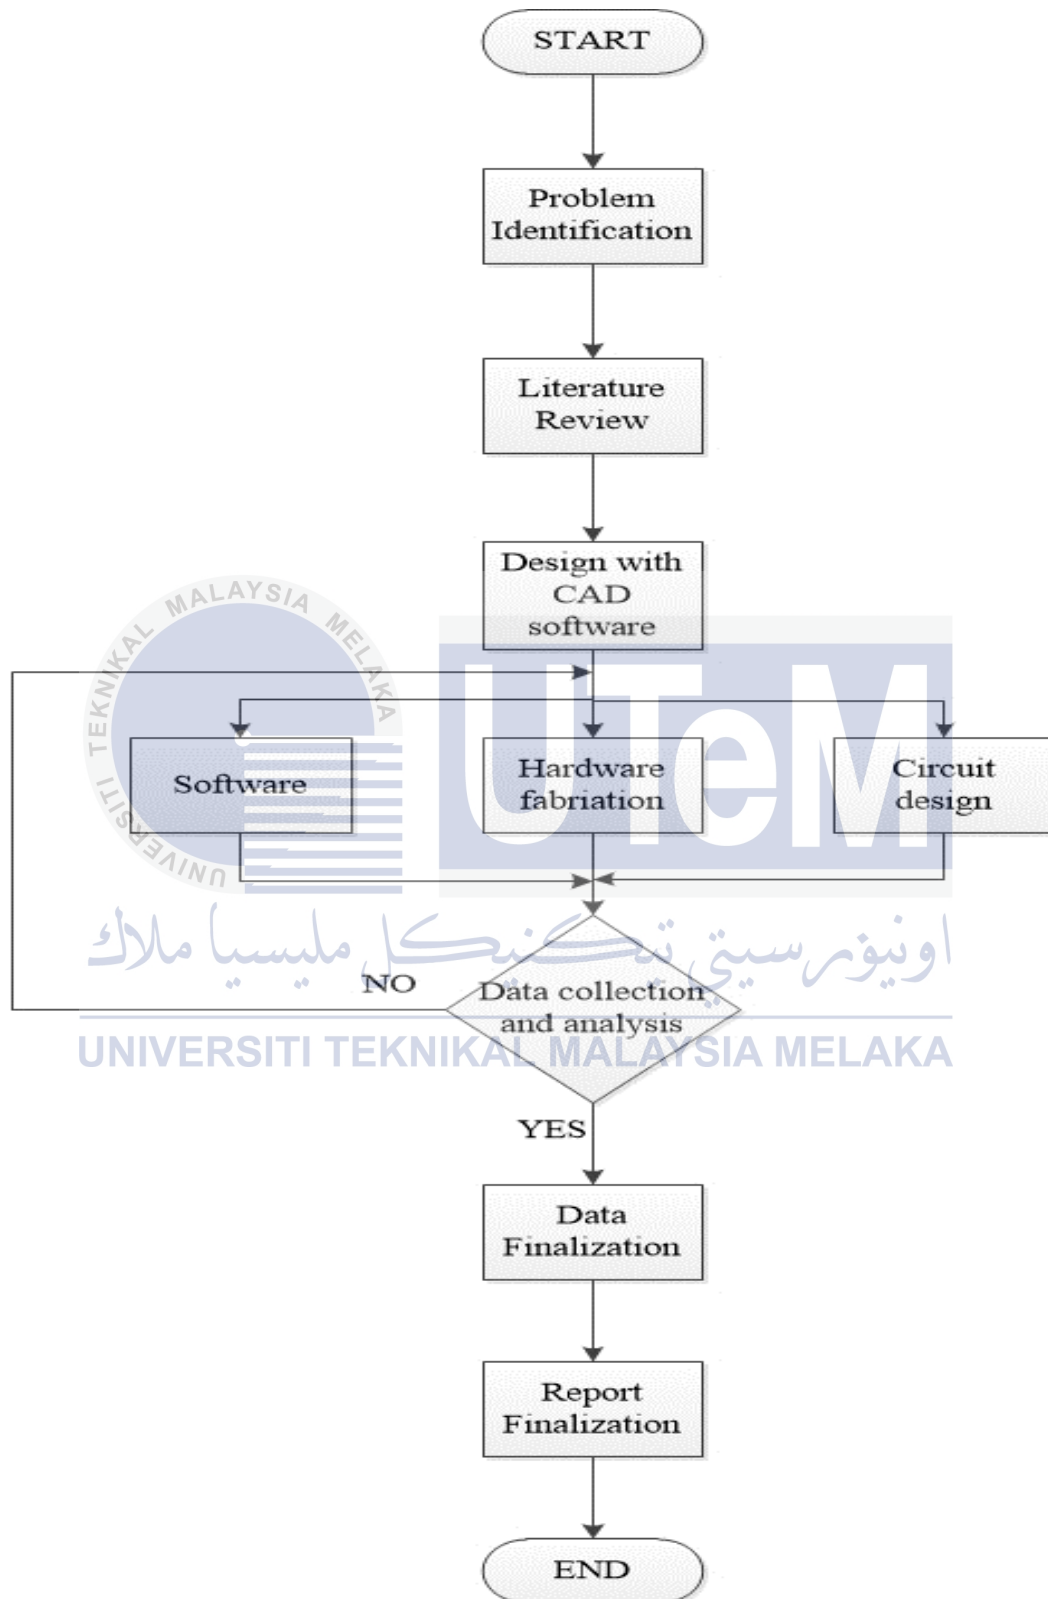 START
Problem
Identification
Literature
Review
Design with
CAD
software
UNIVERSITI TEKNIKAL MALAYSIA MELAKA
UTeM
Software
Hardware
fabriation
Circuit
design
اونيۏرسيتي تيكنيكل مليسيا ملاك
NO
Data collection
and analysis
UNIVERSITI TEKNIKAL MALAYSIA MELAKA
YES
Data
Finalization
Report
Finalization
END